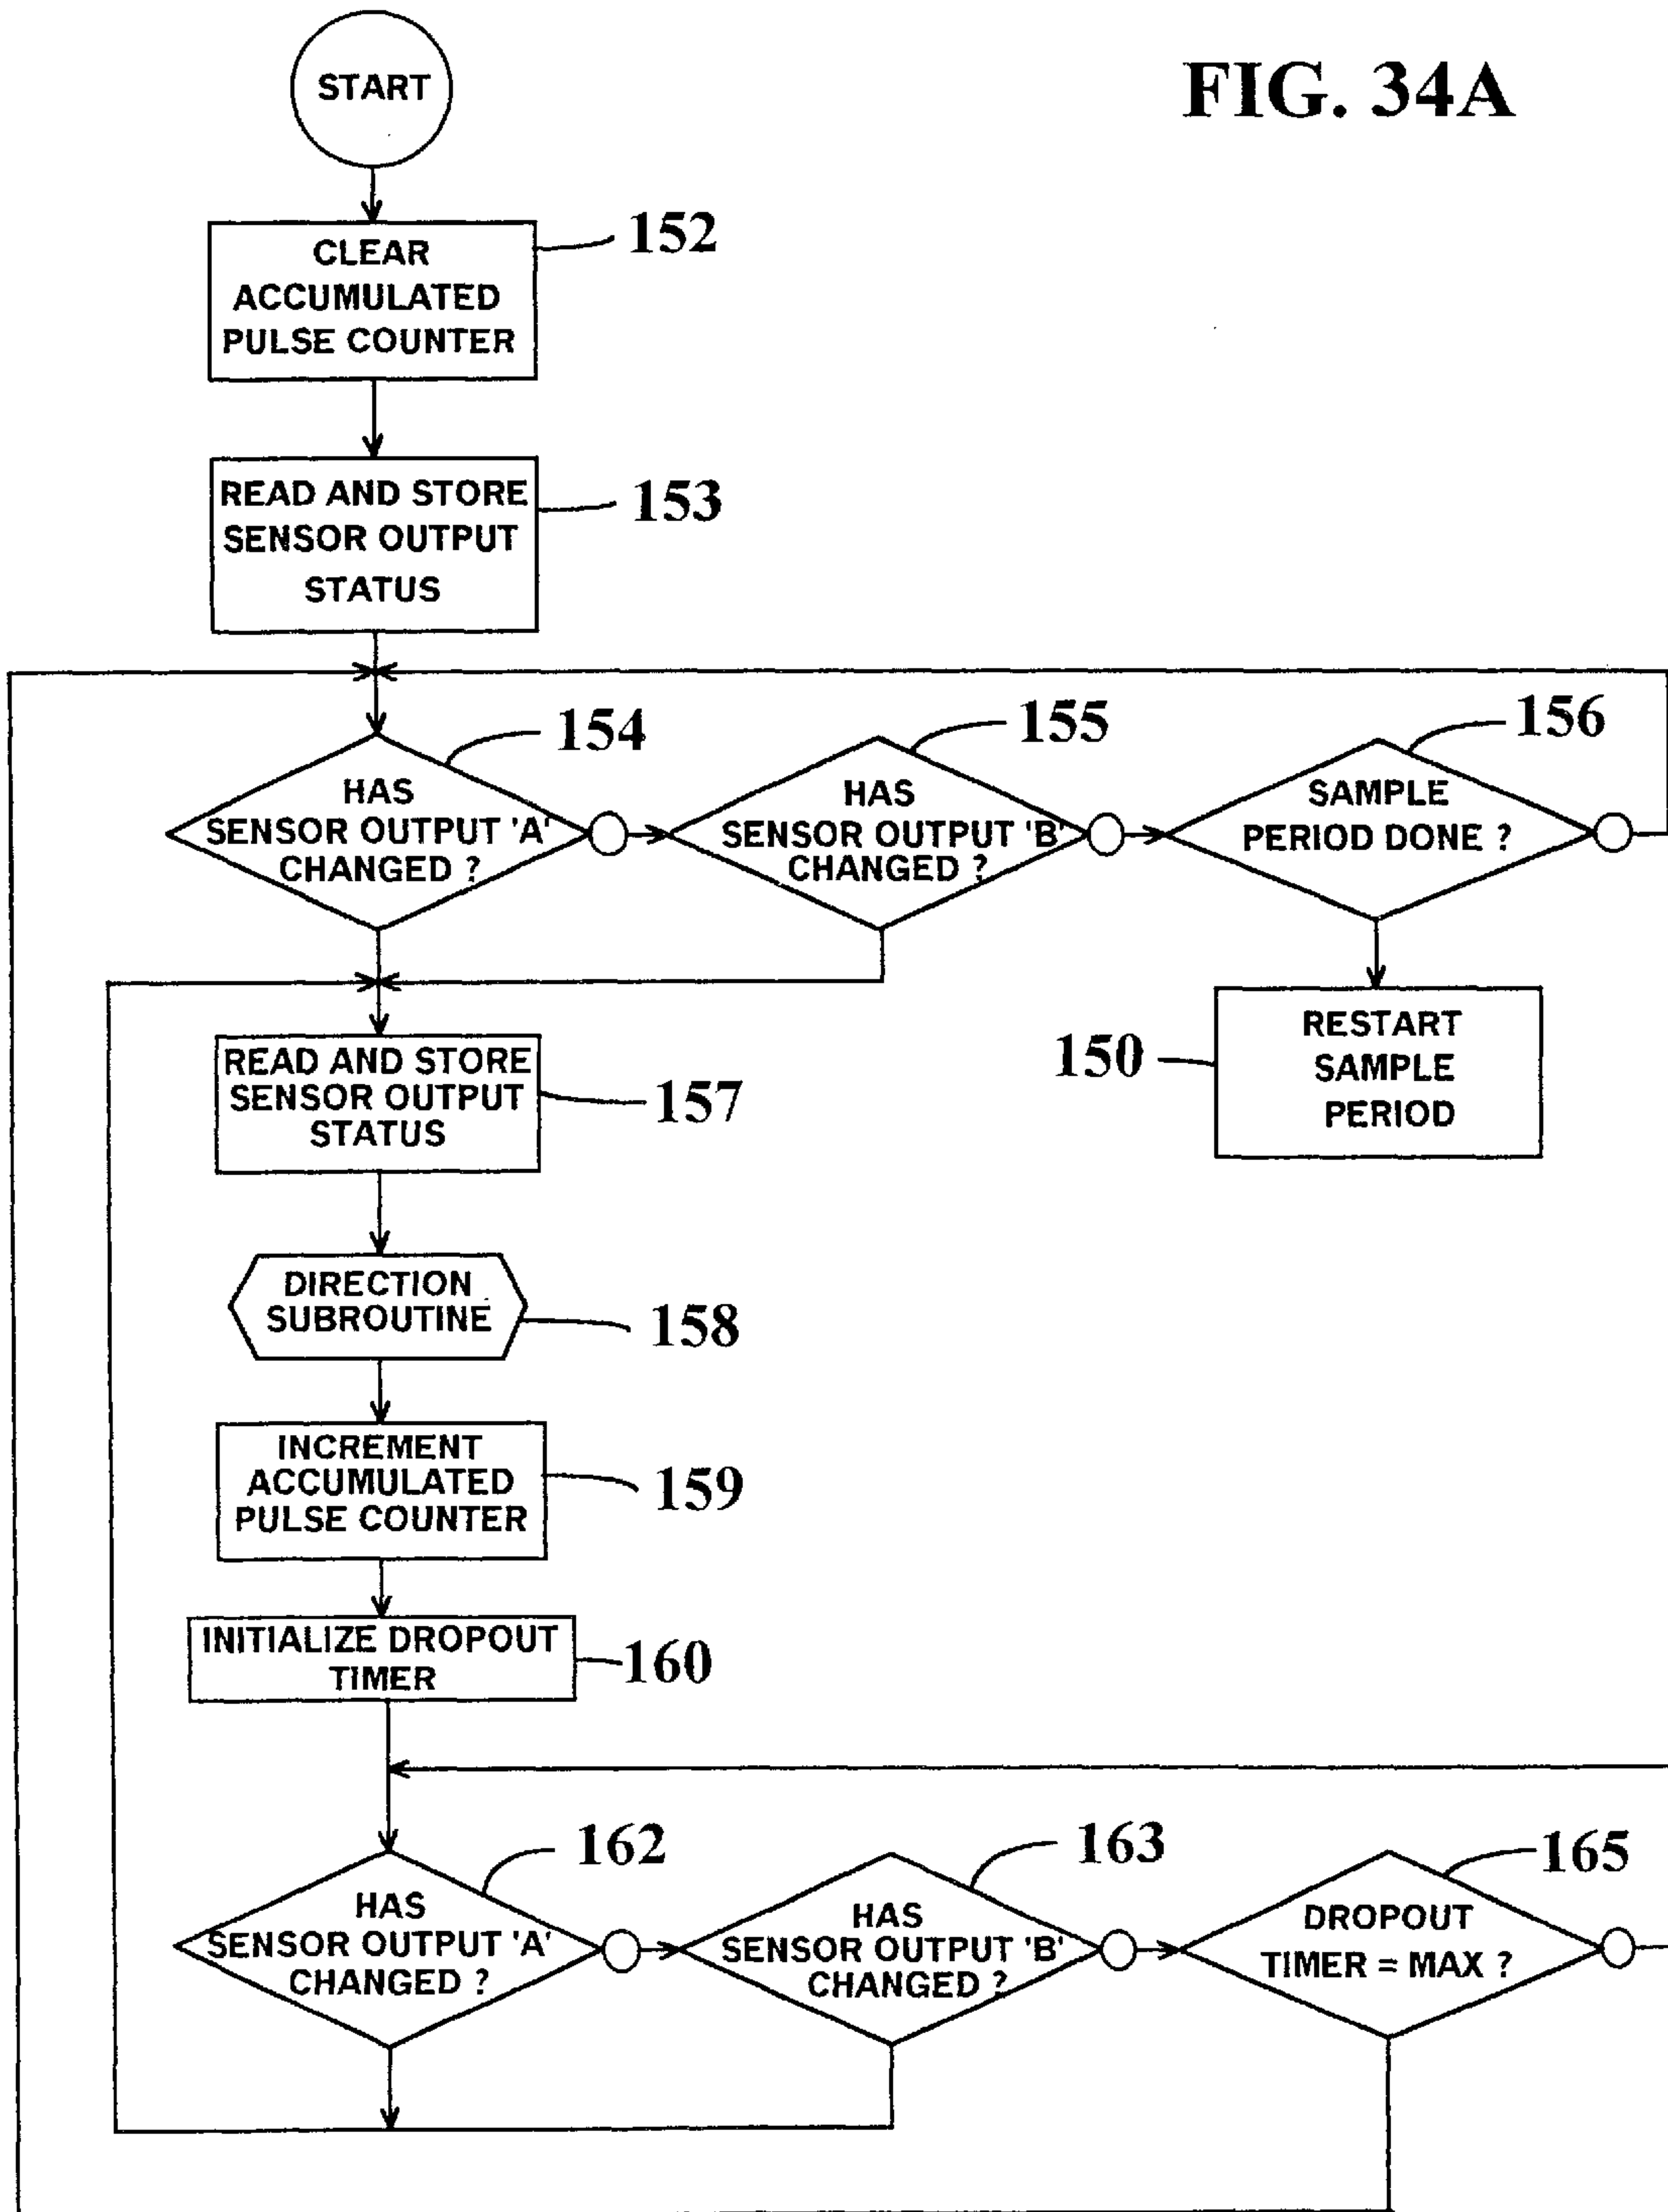 FIG. 34A
START
CLEAR
ACCUMULATED
PULSE COUNTER
152
READ AND STORE
SENSOR OUTPUT
STATUS
153
HAS
SENSOR OUTPUT 'A'
CHANGED ?
154
HAS
SENSOR OUTPUT 'B'
CHANGED ?
155
SAMPLE
PERIOD DONE ?
156
RESTART
SAMPLE
PERIOD
150
READ AND STORE
SENSOR OUTPUT
STATUS
157
DIRECTION
SUBROUTINE
158
INCREMENT
ACCUMULATED
PULSE COUNTER
159
INITIALIZE DROPOUT
TIMER
160
HAS
SENSOR OUTPUT 'A'
CHANGED ?
162
HAS
SENSOR OUTPUT 'B'
CHANGED ?
163
DROPOUT
TIMER = MAX ?
165